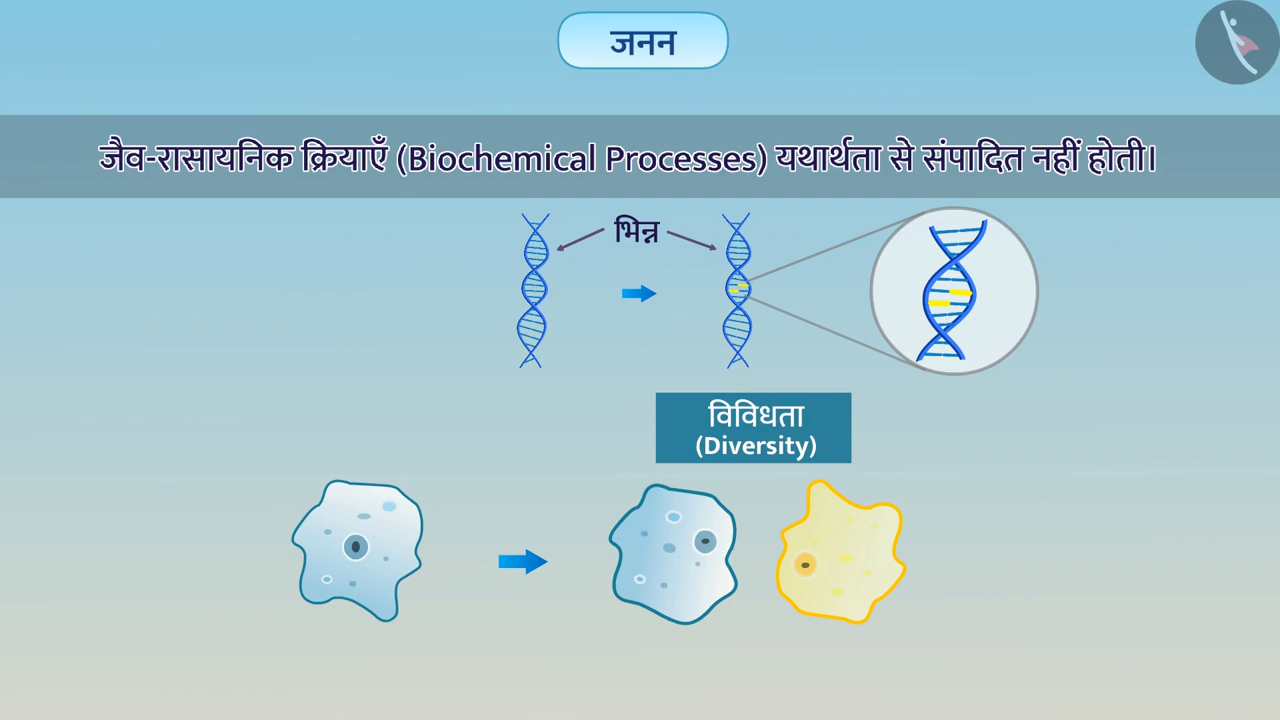 जनन
जैव-रासायनिक क्रियाएँ (Biochemical Processes) यथार्थता से संपादित नहीं होती।
भिन्न
विविधता
(Diversity)